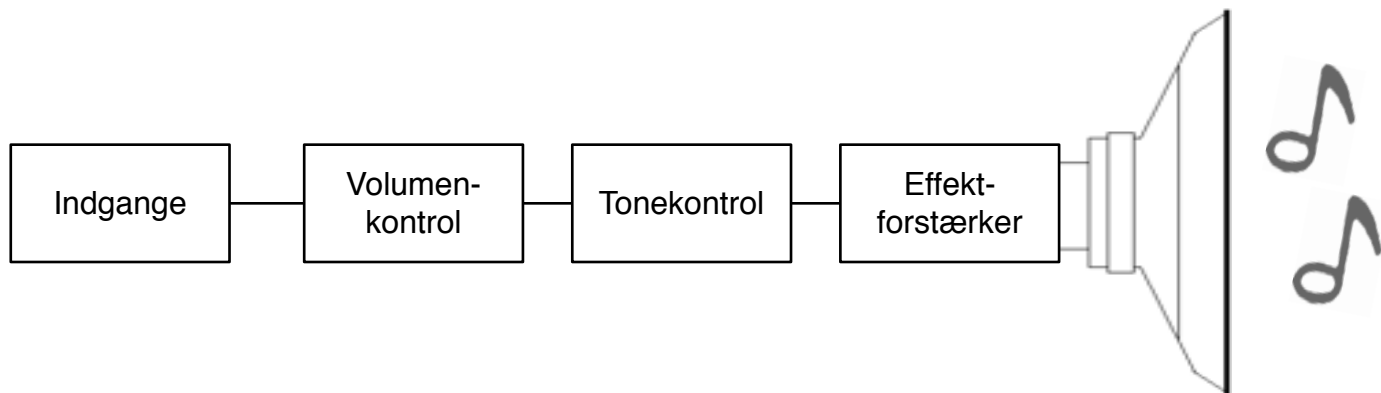 Indgange
Volumen-
kontrol
Tonekontrol
Effekt-
forstærker